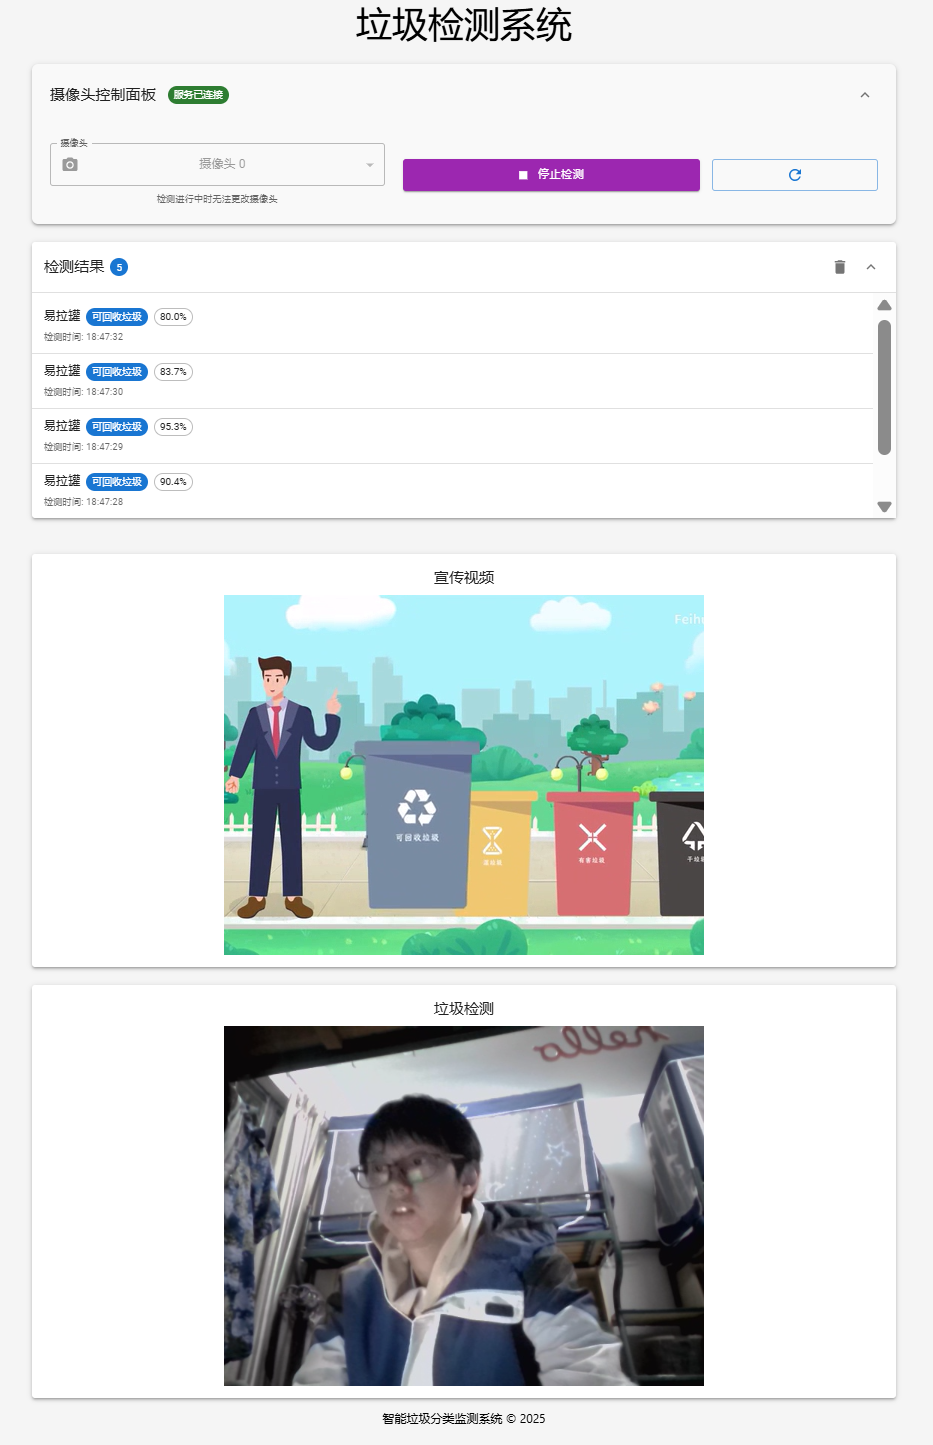 垃圾检测系统
摄像头控制面板 服务已连接
摄像头
摄像头 0
停止检测
检测进行中时无法更改摄像头
检测结果 5
易拉罐 可回收垃圾 80.0%
检测时间: 18:47:32
易拉罐 可回收垃圾 83.7%
检测时间: 18:47:30
易拉罐 可回收垃圾 95.3%
检测时间: 18:47:29
易拉罐 可回收垃圾 90.4%
检测时间: 18:47:28
宣传视频
Feihu
可回收垃圾
湿垃圾
有害垃圾
干垃圾
垃圾检测
hello
智能垃圾分类监测系统 © 2025